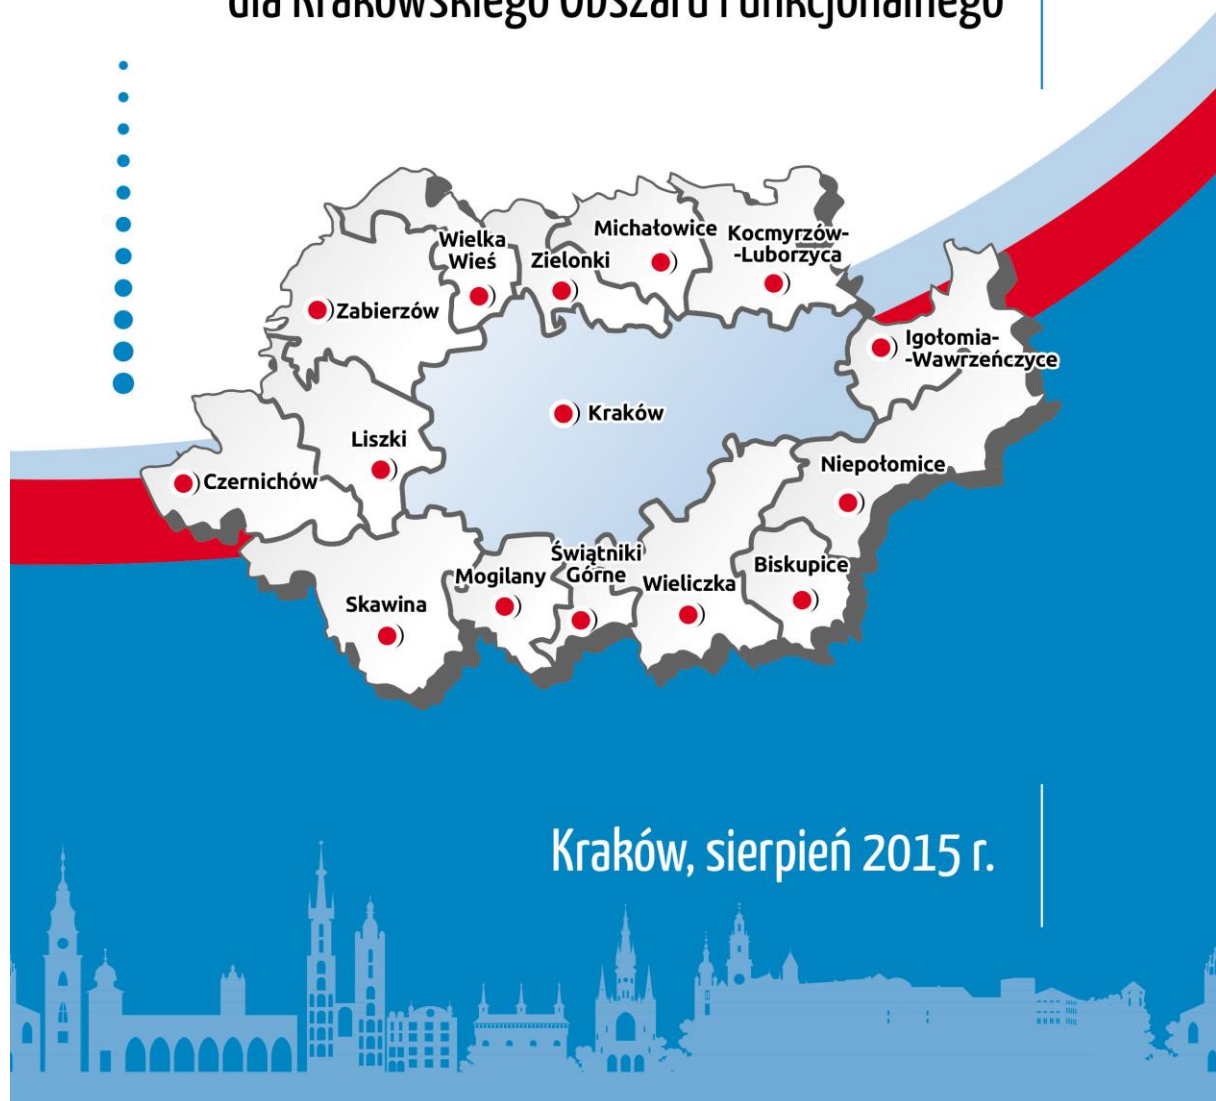 dla Krakowskiego Obszaru Funkcjonalnego
Michałowice
Kocmyrzów-
-Luborzyca
Wielka
Wieś
Zielonki
Zabierzów
Igołomia-
-Wawrzeńczyce
Kraków
Liszki
Niepołomice
Czernichów
Świątniki
Górne
Biskupice
Mogilany
Wieliczka
Skawina
Kraków, sierpień 2015 r.